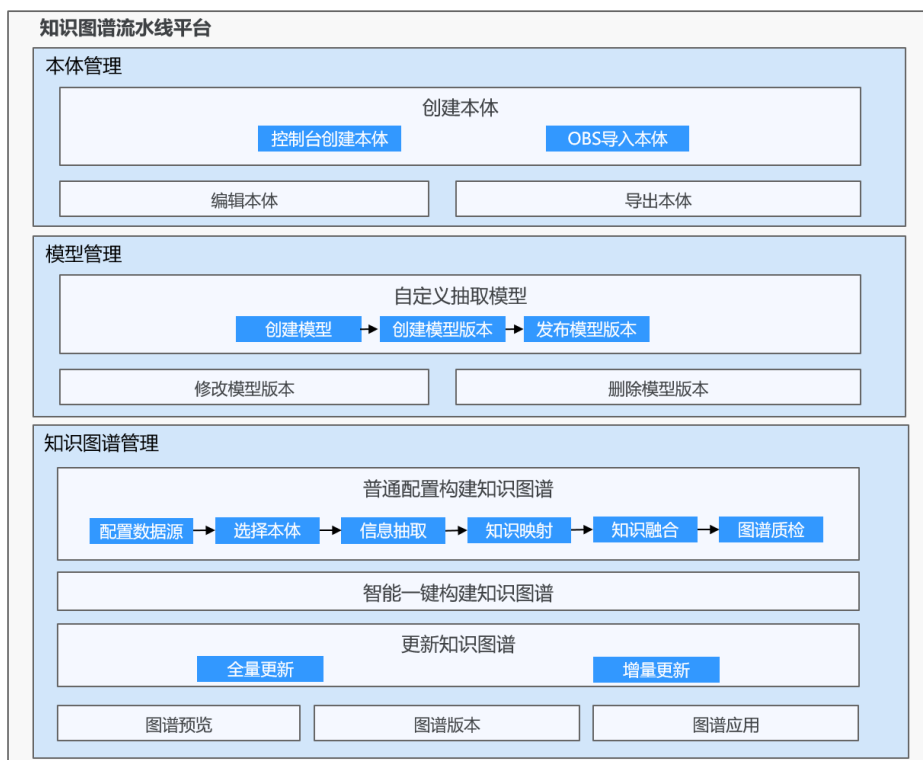 知识图谱流水线平台
本体管理
创建本体
控制台创建本体 OBS导入本体
编辑本体 导出本体
模型管理
自定义抽取模型
创建模型 创建模型版本 发布模型版本
修改模型版本 删除模型版本
知识图谱管理
普通配置构建知识图谱
配置数据源 选择本体 信息抽取 知识映射 知识融合 图谱质检
智能一键构建知识图谱
更新知识图谱
全量更新 增量更新
图谱预览 图谱版本 图谱应用